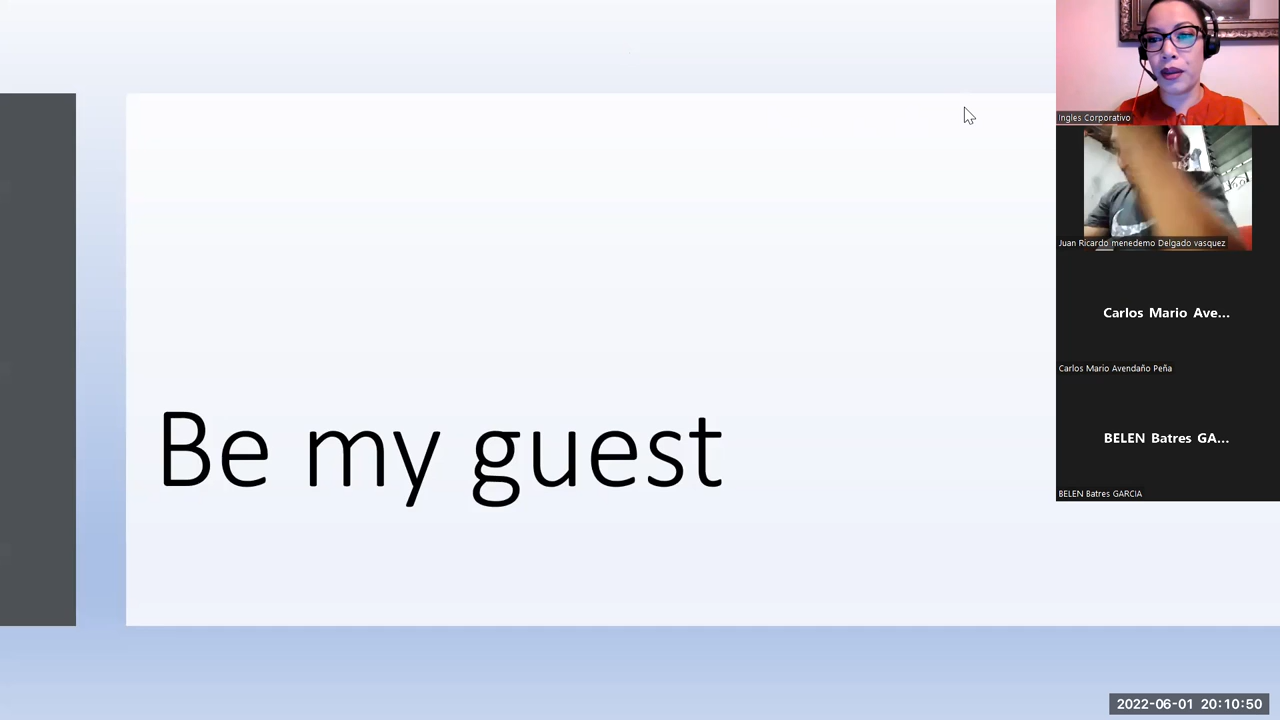 Be my guest
Ingles Corporativo
Juan Ricardo menedemo Delgado vasquez
Carlos Mario Ave...
Carlos Mario Avendaño Peña
BELEN Batres GA...
BELEN Batres GARCIA
2022-06-01 20:10:50